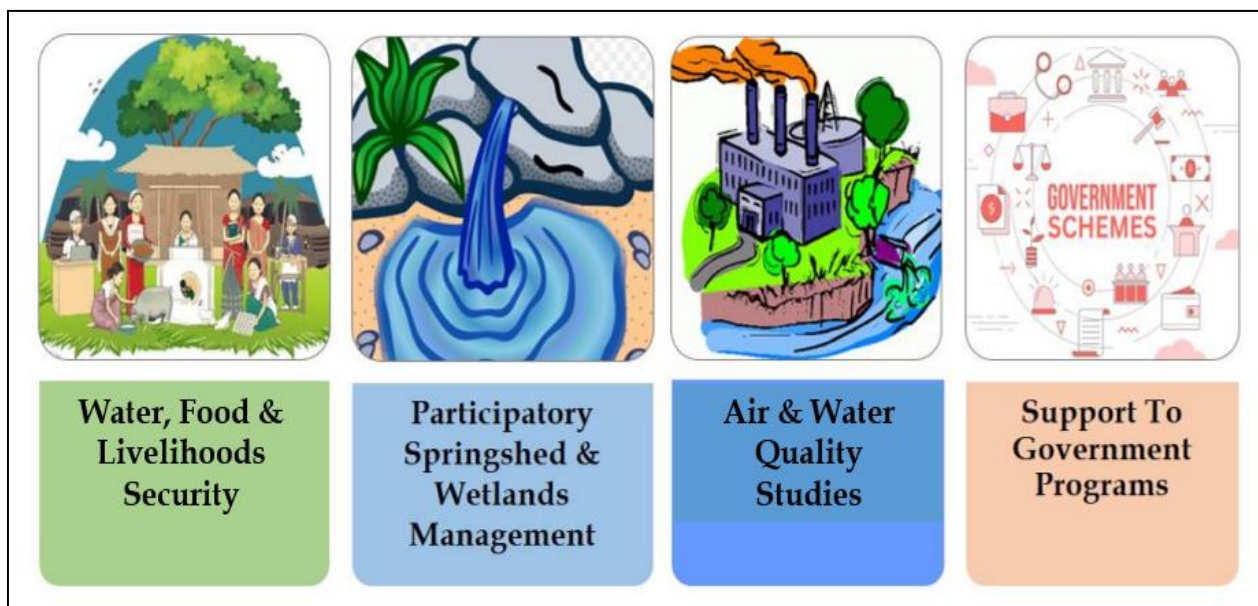 GOVERNMENT
SCHEMES
Water, Food &
Livelihoods
Security
Participatory
Springshed &
Wetlands
Management
Air & Water
Quality
Studies
Support To
Government
Programs